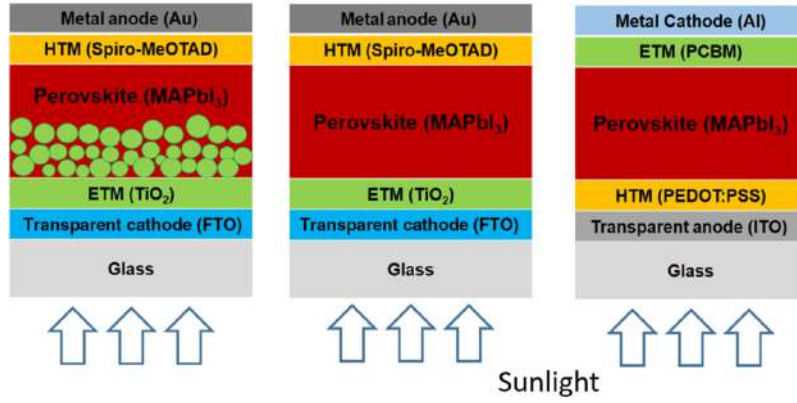 Metal anode (Au)
HTM (Spiro-MeOTAD)
Perovskite (MAPbI₃)
ETM (TiO₂)
Transparent cathode (FTO)
Glass
Metal anode (Au)
HTM (Spiro-MeOTAD)
Perovskite (MAPbI₃)
ETM (TiO₂)
Transparent cathode (FTO)
Glass
Metal Cathode (Al)
ETM (PCBM)
Perovskite (MAPbI₃)
HTM (PEDOT:PSS)
Transparent anode (ITO)
Glass
Sunlight